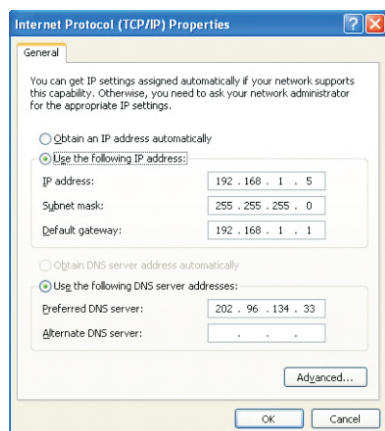 Internet Protocol (TCP/IP) Properties
General
You can get IP settings assigned automatically if your network supports
this capability. Otherwise, you need to ask your network administrator
for the appropriate IP settings.
Obtain an IP address automatically
Use the following IP address:
IP address: 192 . 168 . 1 . 5
Subnet mask: 255 . 255 . 255 . 0
Default gateway: 192 . 168 . 1 . 1
Obtain DNS server address automatically
Use the following DNS server addresses:
Preferred DNS server: 202 . 96 . 134 . 33
Alternate DNS server: . . .
Advanced...
OK Cancel